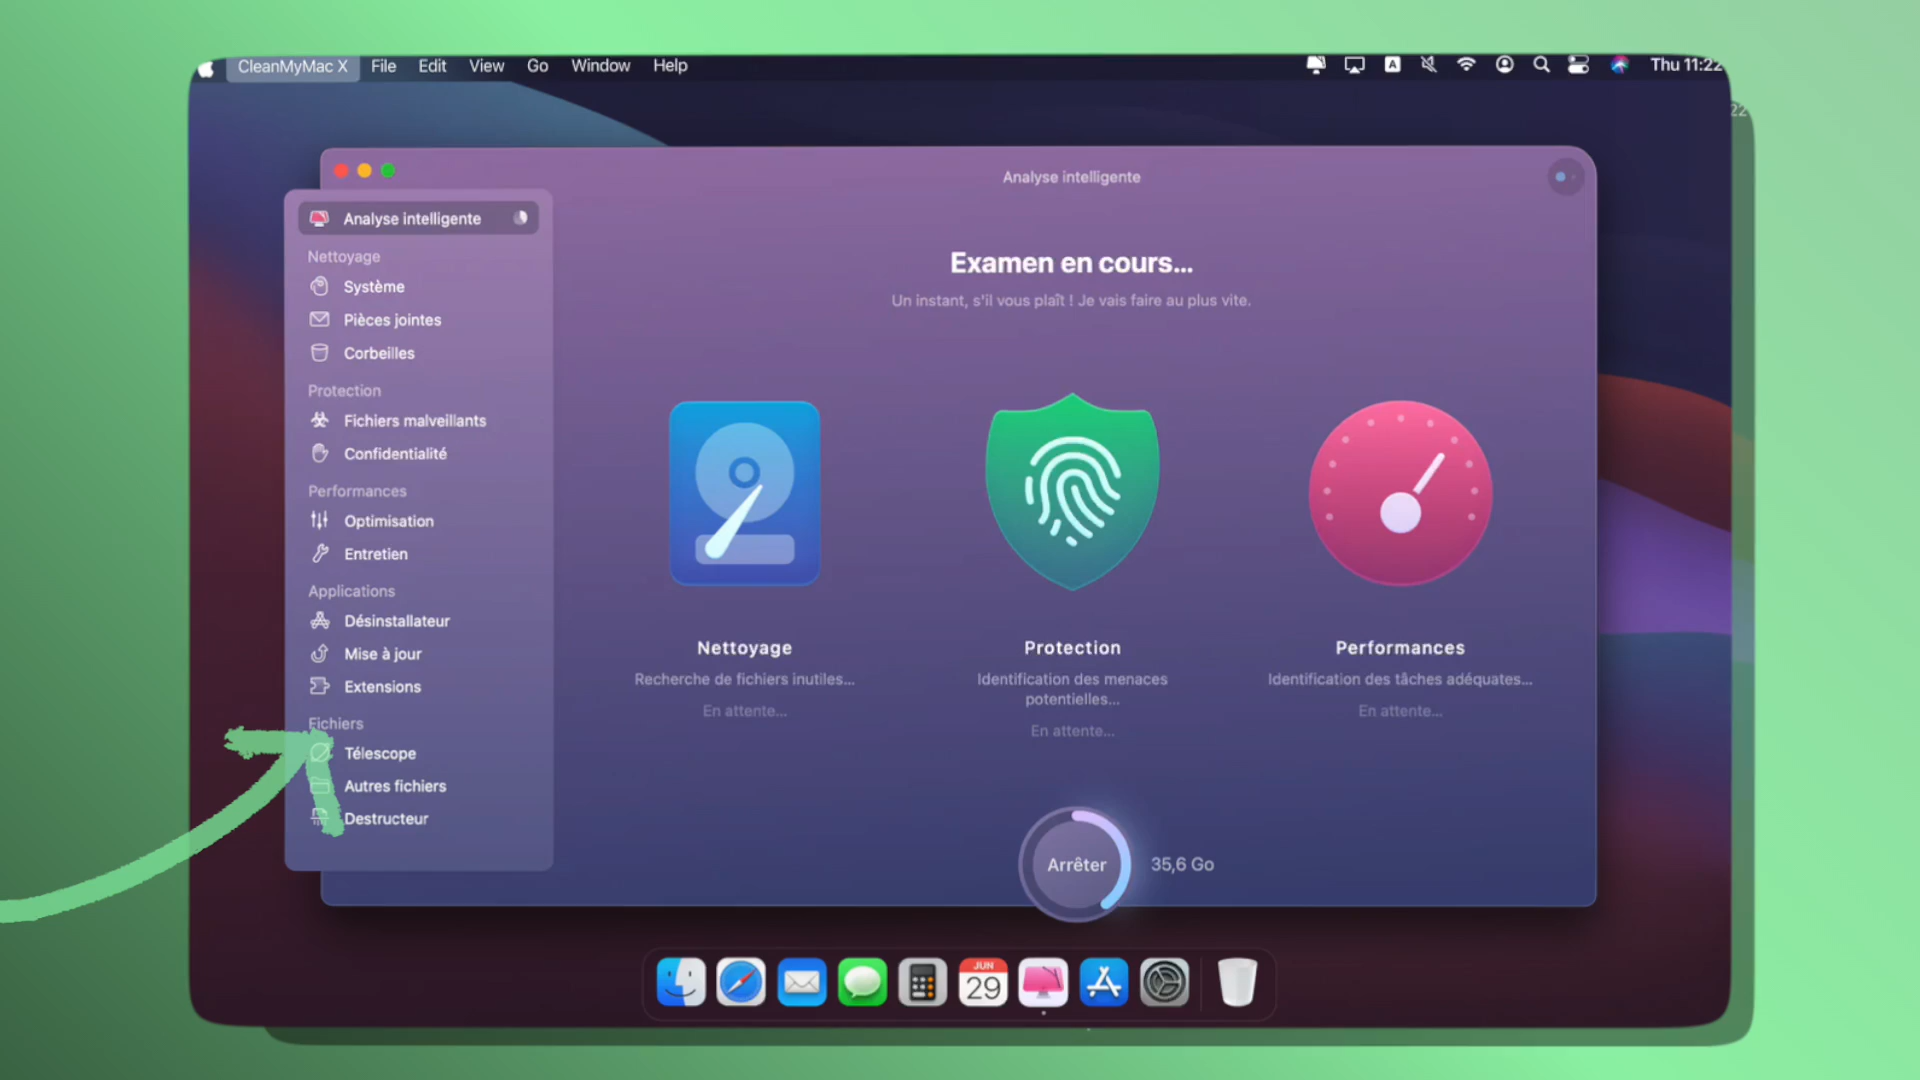 CleanMyMac X File Edit View Go Window Help
A Thu 11:22
22
Analyse intelligente
Analyse intelligente
Nettoyage
Système
Pièces jointes
Corbeilles
Protection
Fichiers malveillants
Confidentialité
Performances
Optimisation
Entretien
Applications
Désinstallateur
Mise à jour
Extensions
Fichiers
Télescope
Autres fichiers
Destructeur
Examen en cours...
Un instant, s'il vous plaît ! Je vais faire au plus vite.
Nettoyage
Recherche de fichiers inutiles...
En attente...
Protection
Identification des menaces
potentielles...
En attente...
Performances
Identification des tâches adéquates...
En attente...
Arrêter
35,6 Go
JUN
29